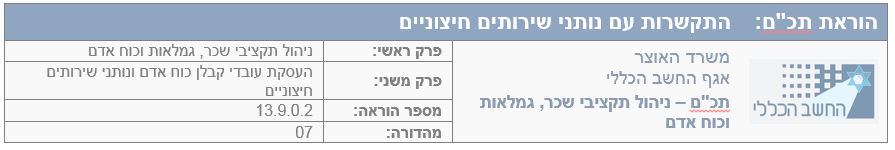 הוראת תכ"ם: התקשרות עם נותני שירותים חיצוניים
החשב הכללי
משרד האוצר
אגף החשב הכללי
תכ"ם – ניהול תקציבי שכר, גמלאות
וכוח אדם
פרק ראשי: ניהול תקציבי שכר, גמלאות וכוח אדם
פרק משני: העסקת עובדי קבלן כוח אדם ונותני שירותים
חיצוניים
מספר הוראה: 13.9.0.2
מהדורה: 07